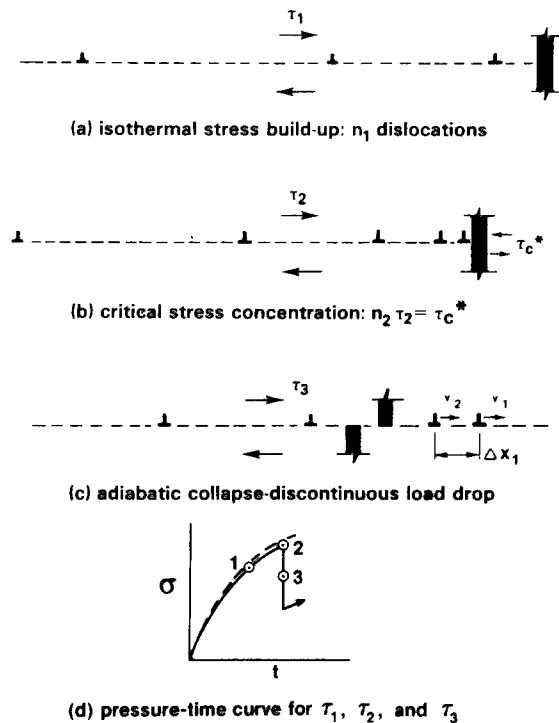 τ1
(a) isothermal stress build-up: n1 dislocations
τ2
τc*
(b) critical stress concentration: n2 τ2 = τc*
τ3
v2 v1
Δx1
(c) adiabatic collapse-discontinuous load drop
1
2
3
σ
t
(d) pressure-time curve for τ1, τ2, and τ3